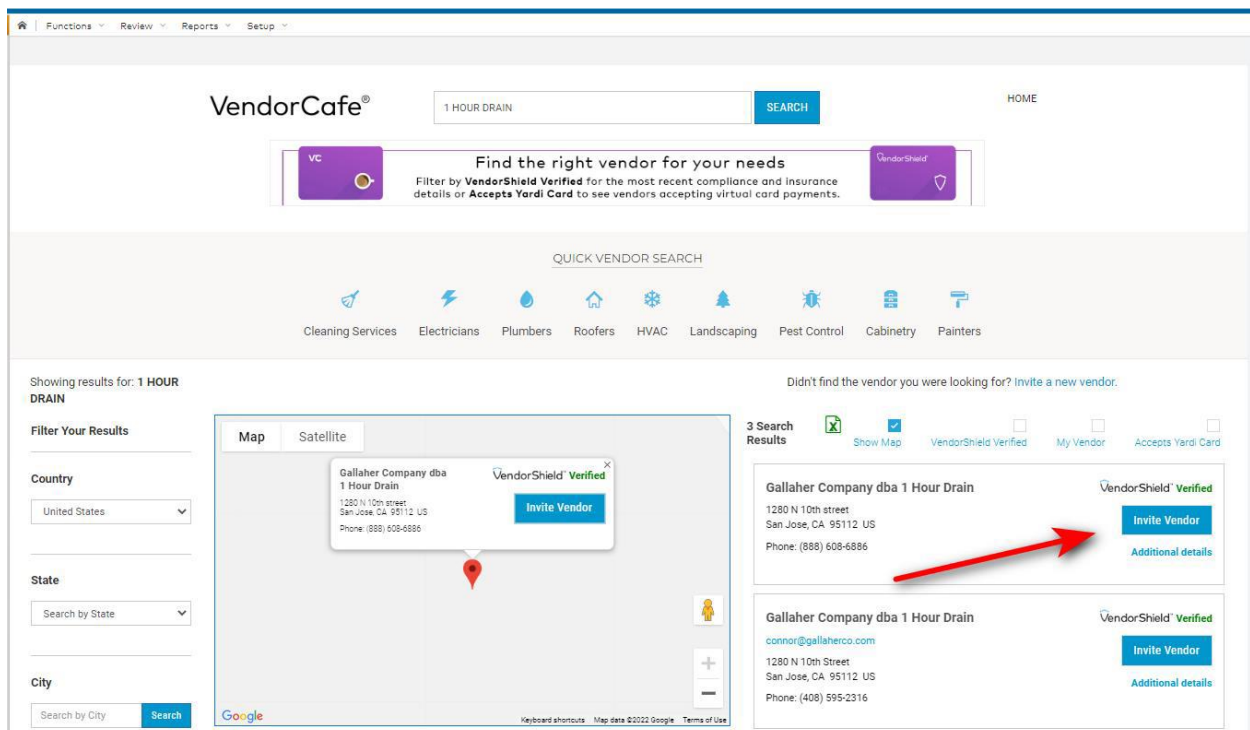 Functions Review Reports Setup
VendorCafe®
1 HOUR DRAIN
SEARCH
HOME
VC
Find the right vendor for your needs
Filter by VendorShield Verified for the most recent compliance and insurance
details or Accepts Yardi Card to see vendors accepting virtual card payments.
VendorShield
QUICK VENDOR SEARCH
Cleaning Services Electricians Plumbers Roofers HVAC Landscaping Pest Control Cabinetry Painters
Showing results for: 1 HOUR
DRAIN
Didn't find the vendor you were looking for? Invite a new vendor.
Filter Your Results
Country
United States
State
Search by State
City
Search by City Search
Map Satellite
Gallaher Company dba
1 Hour Drain
1280 N 10th street
San Jose, CA 95112 US
Phone: (888) 608-6886
VendorShield™ Verified
Invite Vendor
Google
Keyboard shortcuts Map data ©2022 Google Terms of Use
3 Search
Results
Show Map VendorShield Verified My Vendor Accepts Yardi Card
Gallaher Company dba 1 Hour Drain
1280 N 10th street
San Jose, CA 95112 US
Phone: (888) 608-6886
VendorShield™ Verified
Invite Vendor
Additional details
Gallaher Company dba 1 Hour Drain
connor@gallaherco.com
1280 N 10th Street
San Jose, CA 95112 US
Phone: (408) 595-2316
VendorShield™ Verified
Invite Vendor
Additional details